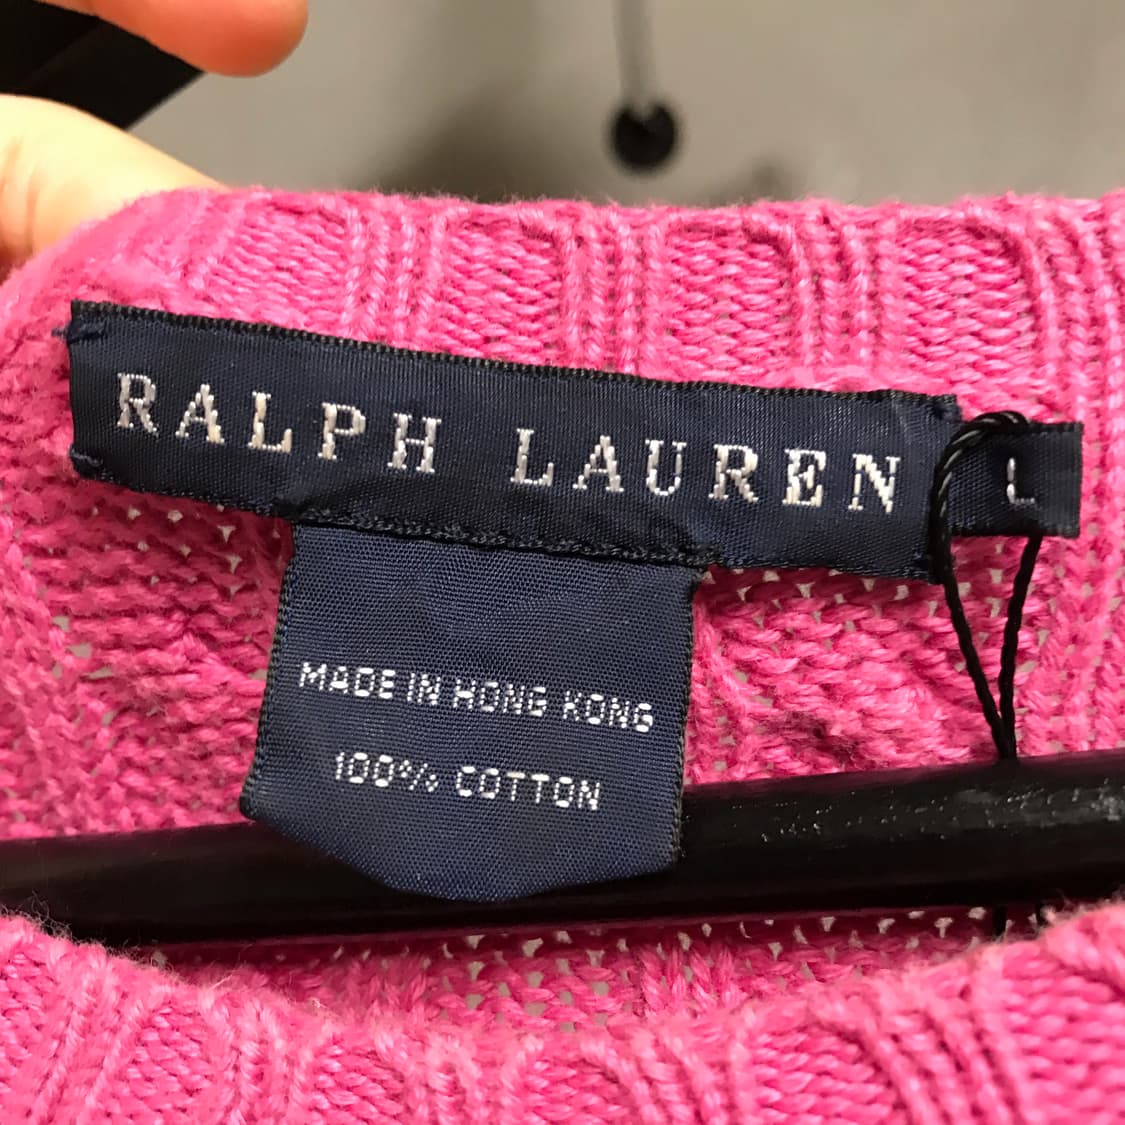 RALPH LAUREN
L
MADE IN HONG KONG
100% COTTON